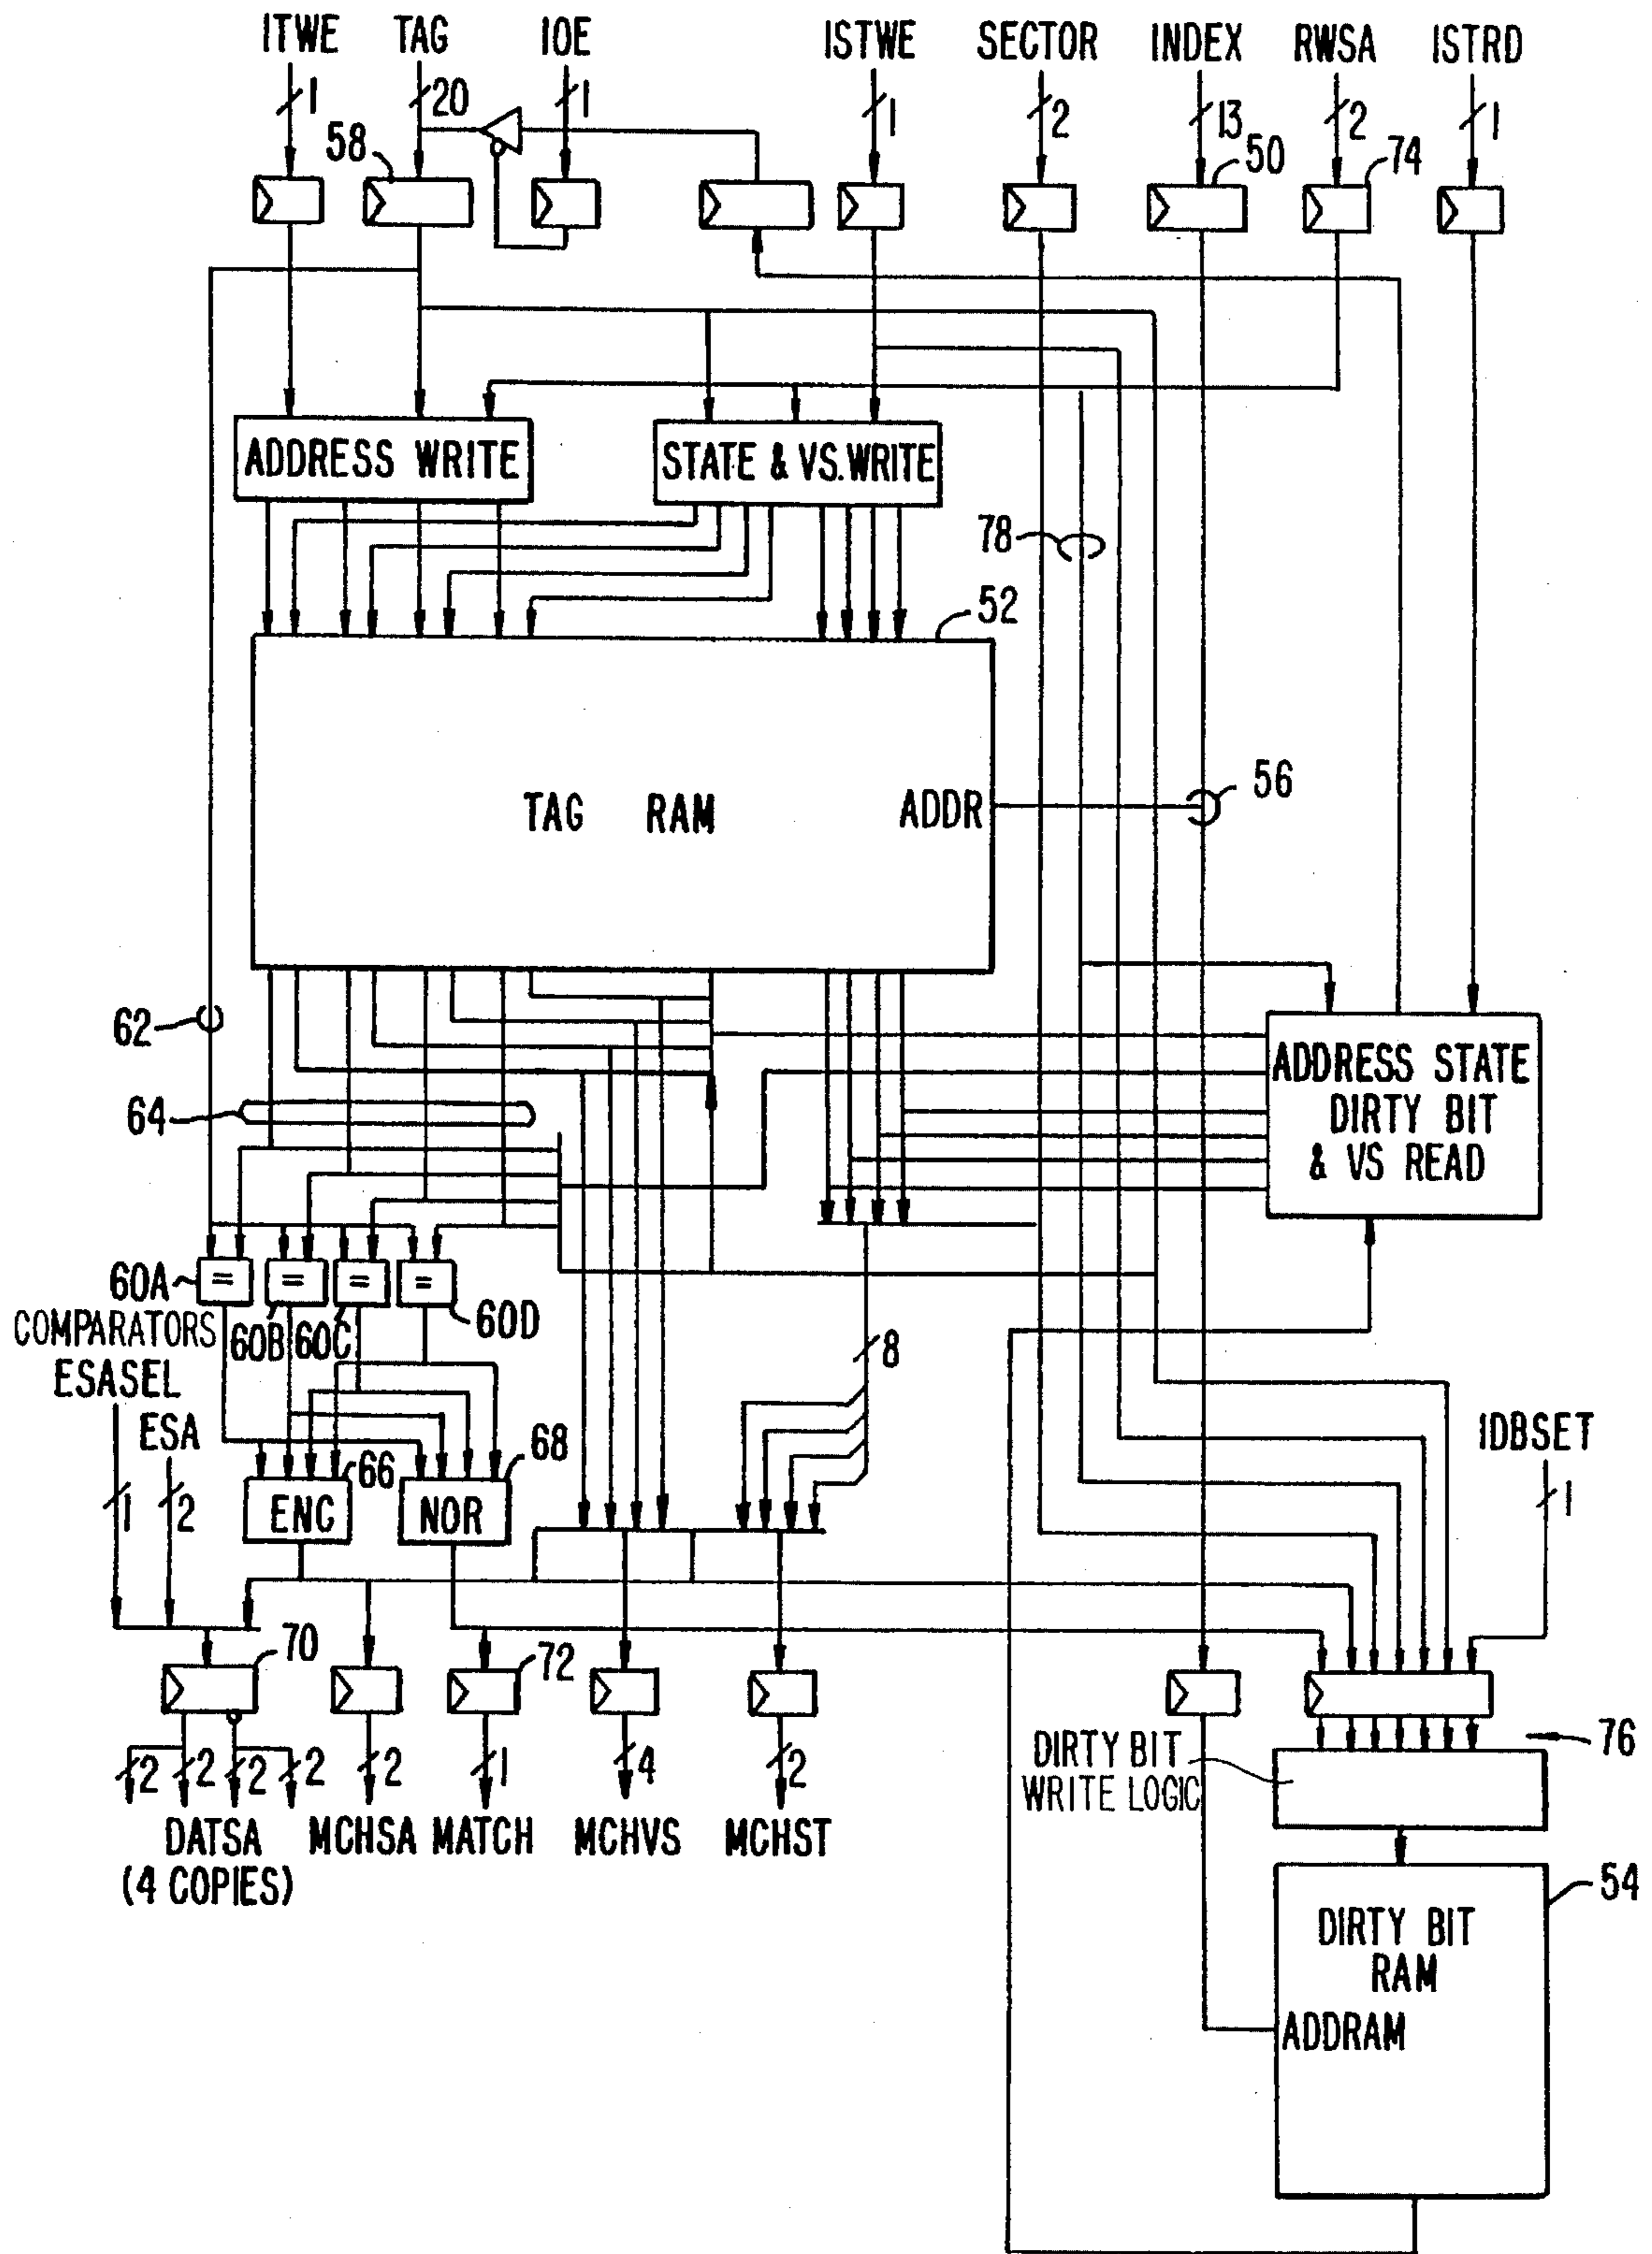 ITWE TAG IOE ISTWE SECTOR INDEX RWSA ISTRD
1 20 1 1 2 13 2 1
58 50 74
ADDRESS WRITE
STATE & VS. WRITE
78
52
TAG RAM ADDR
56
62
ADDRESS STATE
DIRTY BIT
& VS READ
64
= = = =
60A 60B 60C 60D
COMPARATORS
ESASEL
8
ESA
IDBSET
66 68
1 2
ENC NOR
1
70 72
76
DIRTY BIT
WRITE LOGIC
2 2 2 2 2 1 4 2
DATSA MCHSA MATCH MCHVS MCHST
(4 COPIES)
54
DIRTY BIT
RAM
ADDRAM